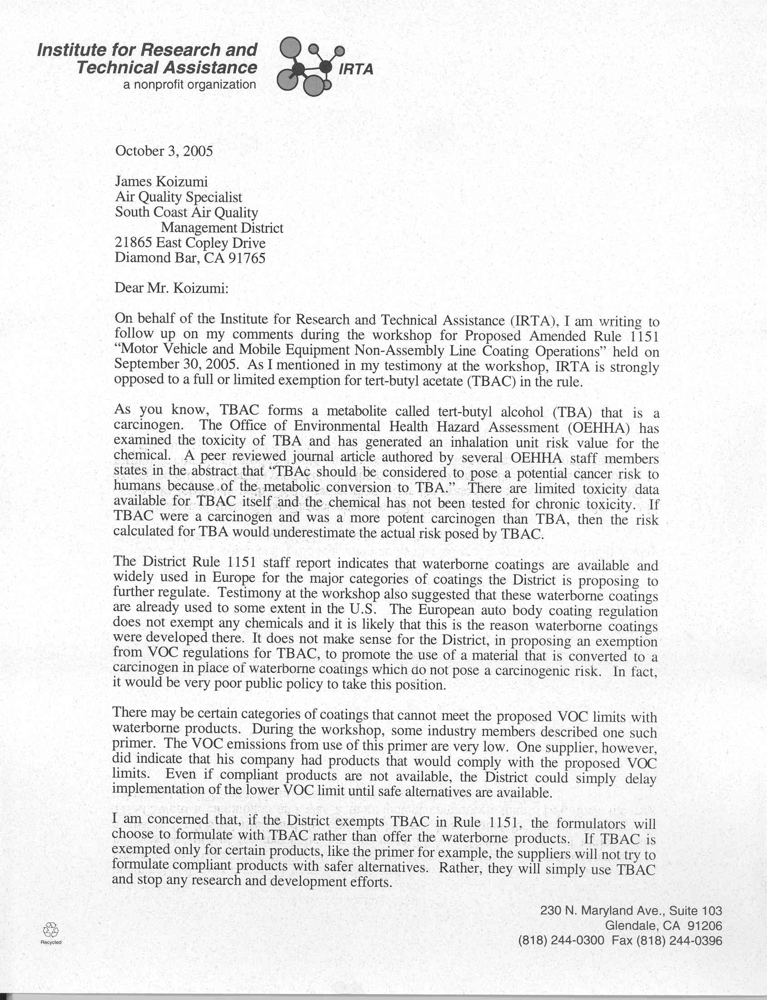 Institute for Research and
Technical Assistance
a nonprofit organization
IRTA
October 3, 2005
James Koizumi
Air Quality Specialist
South Coast Air Quality
Management District
21865 East Copley Drive
Diamond Bar, CA 91765
Dear Mr. Koizumi:
On behalf of the Institute for Research and Technical Assistance (IRTA), I am writing to
follow up on my comments during the workshop for Proposed Amended Rule 1151
“Motor Vehicle and Mobile Equipment Non-Assembly Line Coating Operations” held on
September 30, 2005. As I mentioned in my testimony at the workshop, IRTA is strongly
opposed to a full or limited exemption for tert-butyl acetate (TBAC) in the rule.
As you know, TBAC forms a metabolite called tert-butyl alcohol (TBA) that is a
carcinogen. The Office of Environmental Health Hazard Assessment (OEHHA) has
examined the toxicity of TBA and has generated an inhalation unit risk value for the
chemical. A peer reviewed journal article authored by several OEHHA staff members
states in the abstract that “TBAc should be considered to pose a potential cancer risk to
humans because of the metabolic conversion to TBA.” There are limited toxicity data
available for TBAC itself and the chemical has not been tested for chronic toxicity. If
TBAC were a carcinogen and was a more potent carcinogen than TBA, then the risk
calculated for TBA would underestimate the actual risk posed by TBAC.
The District Rule 1151 staff report indicates that waterborne coatings are available and
widely used in Europe for the major categories of coatings the District is proposing to
further regulate. Testimony at the workshop also suggested that these waterborne coatings
are already used to some extent in the U.S. The European auto body coating regulation
does not exempt any chemicals and it is likely that this is the reason waterborne coatings
were developed there. It does not make sense for the District, in proposing an exemption
from VOC regulations for TBAC, to promote the use of a material that is converted to a
carcinogen in place of waterborne coatings which do not pose a carcinogenic risk. In fact,
it would be very poor public policy to take this position.
There may be certain categories of coatings that cannot meet the proposed VOC limits with
waterborne products. During the workshop, some industry members described one such
primer. The VOC emissions from use of this primer are very low. One supplier, however,
did indicate that his company had products that would comply with the proposed VOC
limits. Even if compliant products are not available, the District could simply delay
implementation of the lower VOC limit until safe alternatives are available.
I am concerned that, if the District exempts TBAC in Rule 1151, the formulators will
choose to formulate with TBAC rather than offer the waterborne products. If TBAC is
exempted only for certain products, like the primer for example, the suppliers will not try to
formulate compliant products with safer alternatives. Rather, they will simply use TBAC
and stop any research and development efforts.
230 N. Maryland Ave., Suite 103
Glendale, CA 91206
(818) 244-0300 Fax (818) 244-0396
Recycled